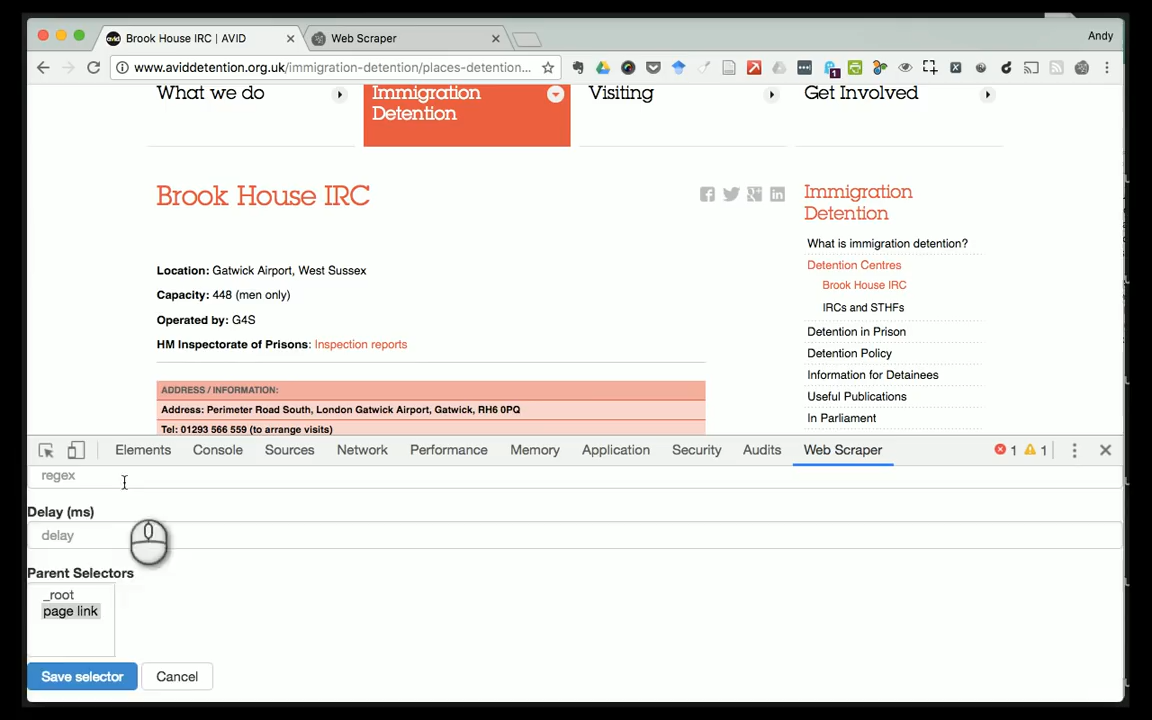 Brook House IRC | AVID
Web Scraper
Andy
www.aviddetention.org.uk/immigration-detention/places-detention...
1
What we do
Immigration
Detention
Visiting
Get Involved
Brook House IRC
Location: Gatwick Airport, West Sussex
Capacity: 448 (men only)
Operated by: G4S
HM Inspectorate of Prisons: Inspection reports
ADDRESS / INFORMATION:
Address: Perimeter Road South, London Gatwick Airport, Gatwick, RH6 0PQ
Tel: 01293 566 559 (to arrange visits)
Immigration
Detention
What is immigration detention?
Detention Centres
Brook House IRC
IRCs and STHFs
Detention in Prison
Detention Policy
Information for Detainees
Useful Publications
In Parliament
Elements Console Sources Network Performance Memory Application Security Audits Web Scraper 1 1
regex
Delay (ms)
delay
Parent Selectors
_root
page link
Save selector Cancel